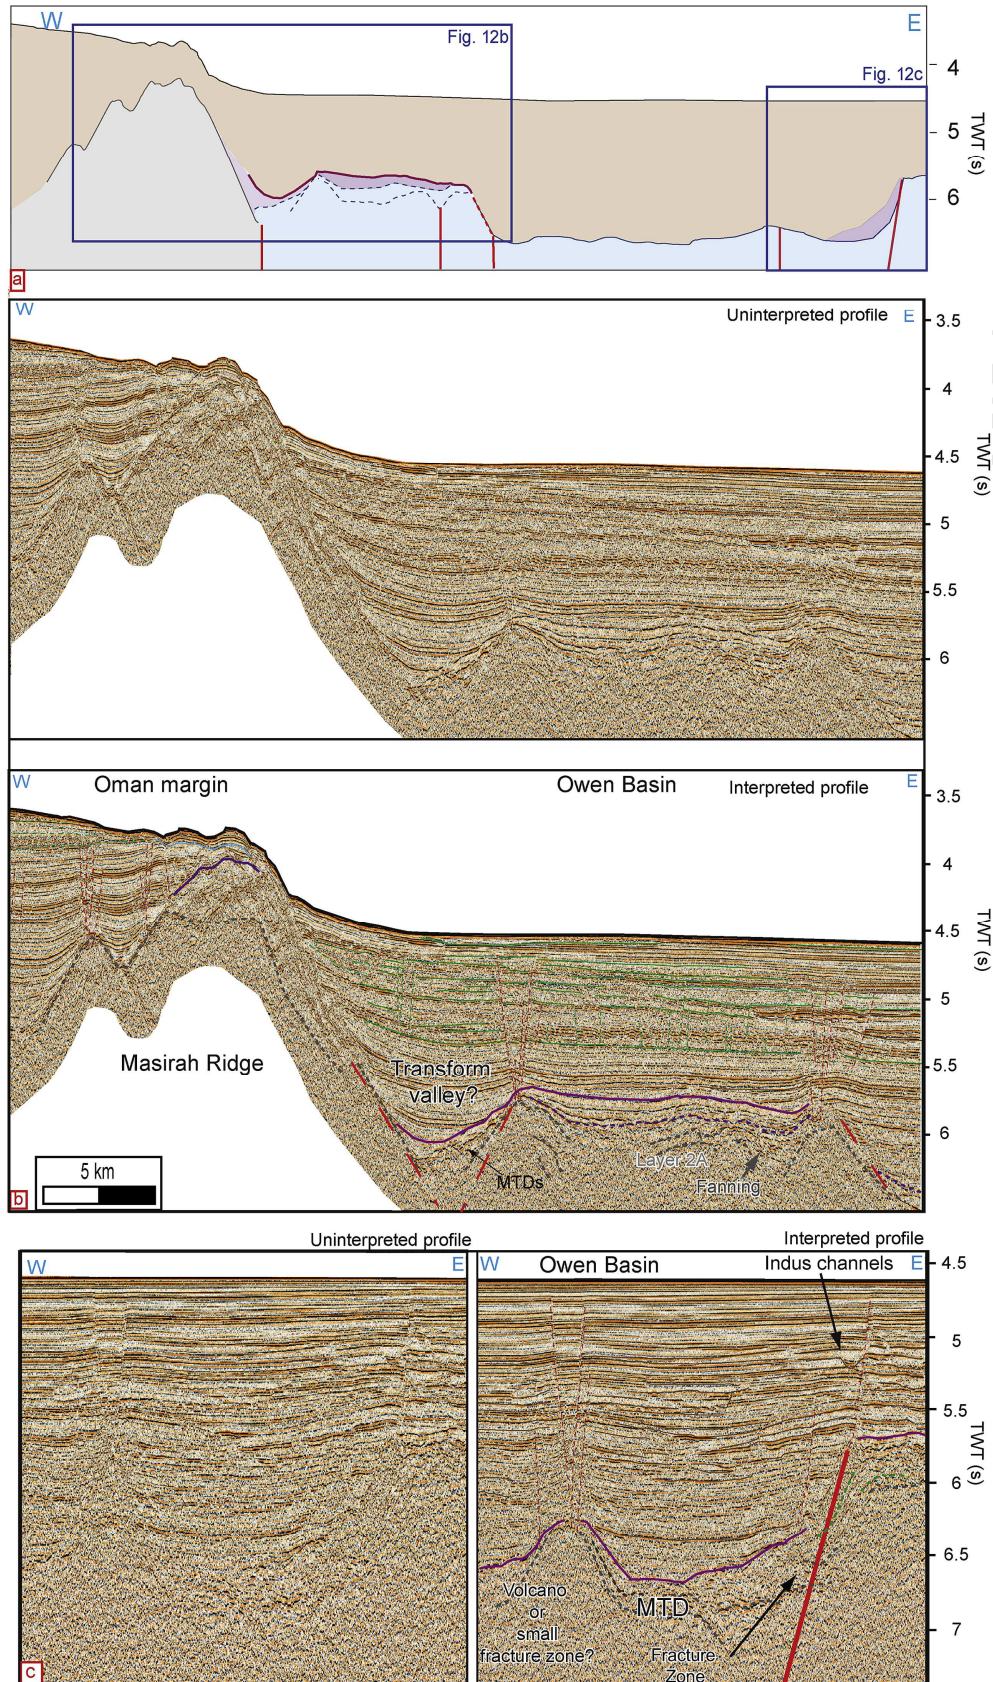 W
E
Fig. 12b
Fig. 12c
4
5
6
TWT (s)
a
W
Uninterpreted profile
E
3.5
4
4.5
5
5.5
6
TWT (s)
W
Oman margin
Owen Basin
Interpreted profile
E
3.5
4
4.5
5
5.5
6
TWT (s)
Masirah Ridge
Transform
valley?
Layer 2A
Fanning
MTDs
5 km
b
Uninterpreted profile
W
E
Interpreted profile
W
Owen Basin
Indus channels
E
4.5
5
5.5
6
6.5
7
TWT (s)
Volcano
or
small
fracture zone?
MTD
Fracture
Zone
c